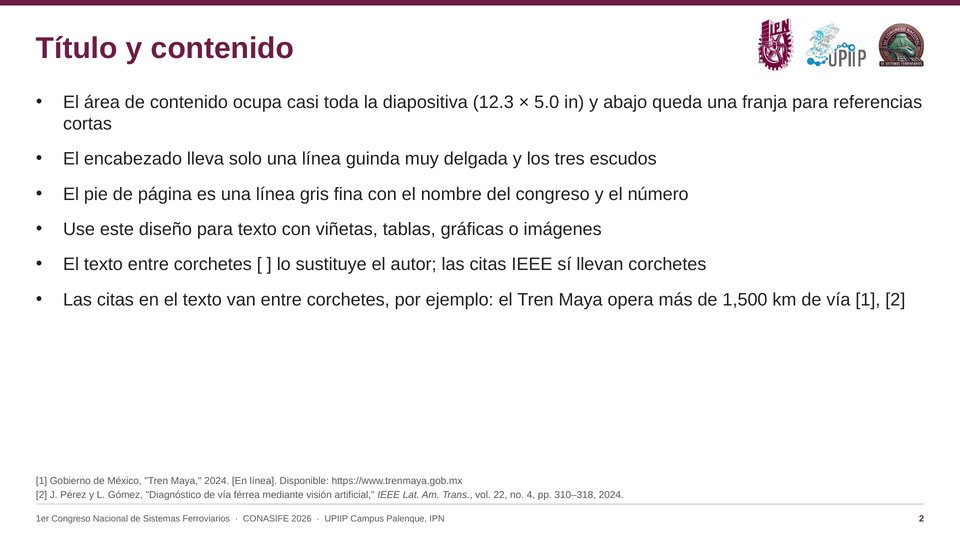 Título y contenido
IPN
UPIIP
• El área de contenido ocupa casi toda la diapositiva (12.3 × 5.0 in) y abajo queda una franja para referencias
cortas
• El encabezado lleva solo una línea guinda muy delgada y los tres escudos
• El pie de página es una línea gris fina con el nombre del congreso y el número
• Use este diseño para texto con viñetas, tablas, gráficas o imágenes
• El texto entre corchetes [ ] lo sustituye el autor; las citas IEEE sí llevan corchetes
• Las citas en el texto van entre corchetes, por ejemplo: el Tren Maya opera más de 1,500 km de vía [1], [2]
[1] Gobierno de México, "Tren Maya," 2024. [En línea]. Disponible: https://www.trenmaya.gob.mx
[2] J. Pérez y L. Gómez, "Diagnóstico de vía férrea mediante visión artificial," IEEE Lat. Am. Trans., vol. 22, no. 4, pp. 310–318, 2024.
1er Congreso Nacional de Sistemas Ferroviarios · CONASIFE 2026 · UPIIP Campus Palenque, IPN
2